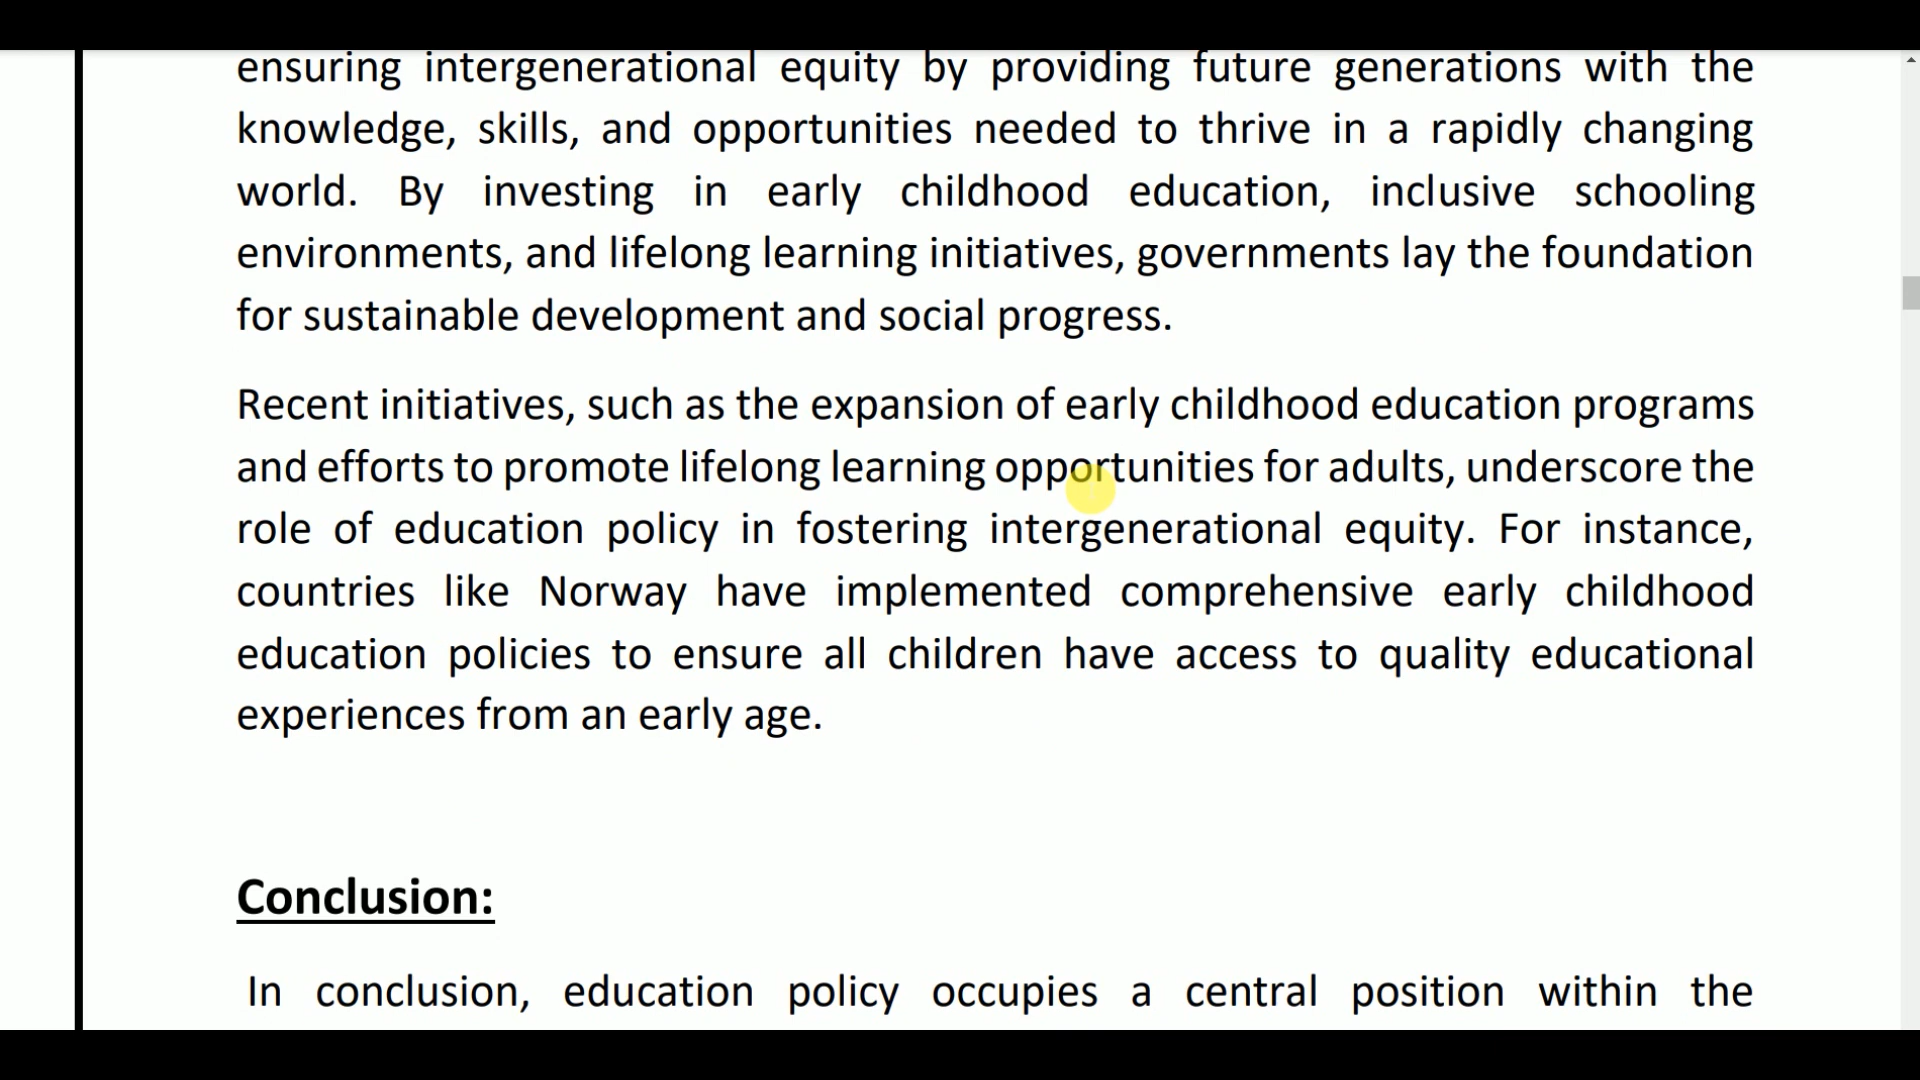 ensuring intergenerational equity by providing future generations with the
knowledge, skills, and opportunities needed to thrive in a rapidly changing
world. By investing in early childhood education, inclusive schooling
environments, and lifelong learning initiatives, governments lay the foundation
for sustainable development and social progress.
Recent initiatives, such as the expansion of early childhood education programs
and efforts to promote lifelong learning opportunities for adults, underscore the
role of education policy in fostering intergenerational equity. For instance,
countries like Norway have implemented comprehensive early childhood
education policies to ensure all children have access to quality educational
experiences from an early age.
Conclusion:
In conclusion, education policy occupies a central position within the